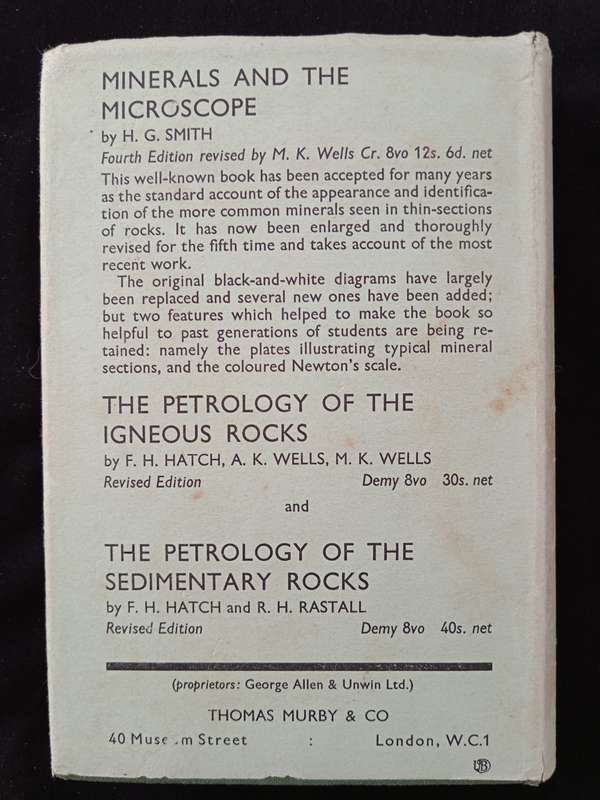 MINERALS AND THE
MICROSCOPE
by H. G. SMITH
Fourth Edition revised by M. K. Wells Cr. 8vo 12s. 6d. net
This well-known book has been accepted for many years
as the standard account of the appearance and identifica-
tion of the more common minerals seen in thin-sections
of rocks. It has now been enlarged and thoroughly
revised for the fifth time and takes account of the most
recent work.
The original black-and-white diagrams have largely
been replaced and several new ones have been added;
but two features which helped to make the book so
helpful to past generations of students are being re-
tained: namely the plates illustrating typical mineral
sections, and the coloured Newton's scale.
THE PETROLOGY OF THE
IGNEOUS ROCKS
by F. H. HATCH, A. K. WELLS, M. K. WELLS
Revised Edition Demy 8vo 30s. net
and
THE PETROLOGY OF THE
SEDIMENTARY ROCKS
by F. H. HATCH and R. H. RASTALL
Revised Edition Demy 8vo 40s. net
(proprietors: George Allen & Unwin Ltd.)
THOMAS MURBY & CO
40 Museum Street : London, W.C.1